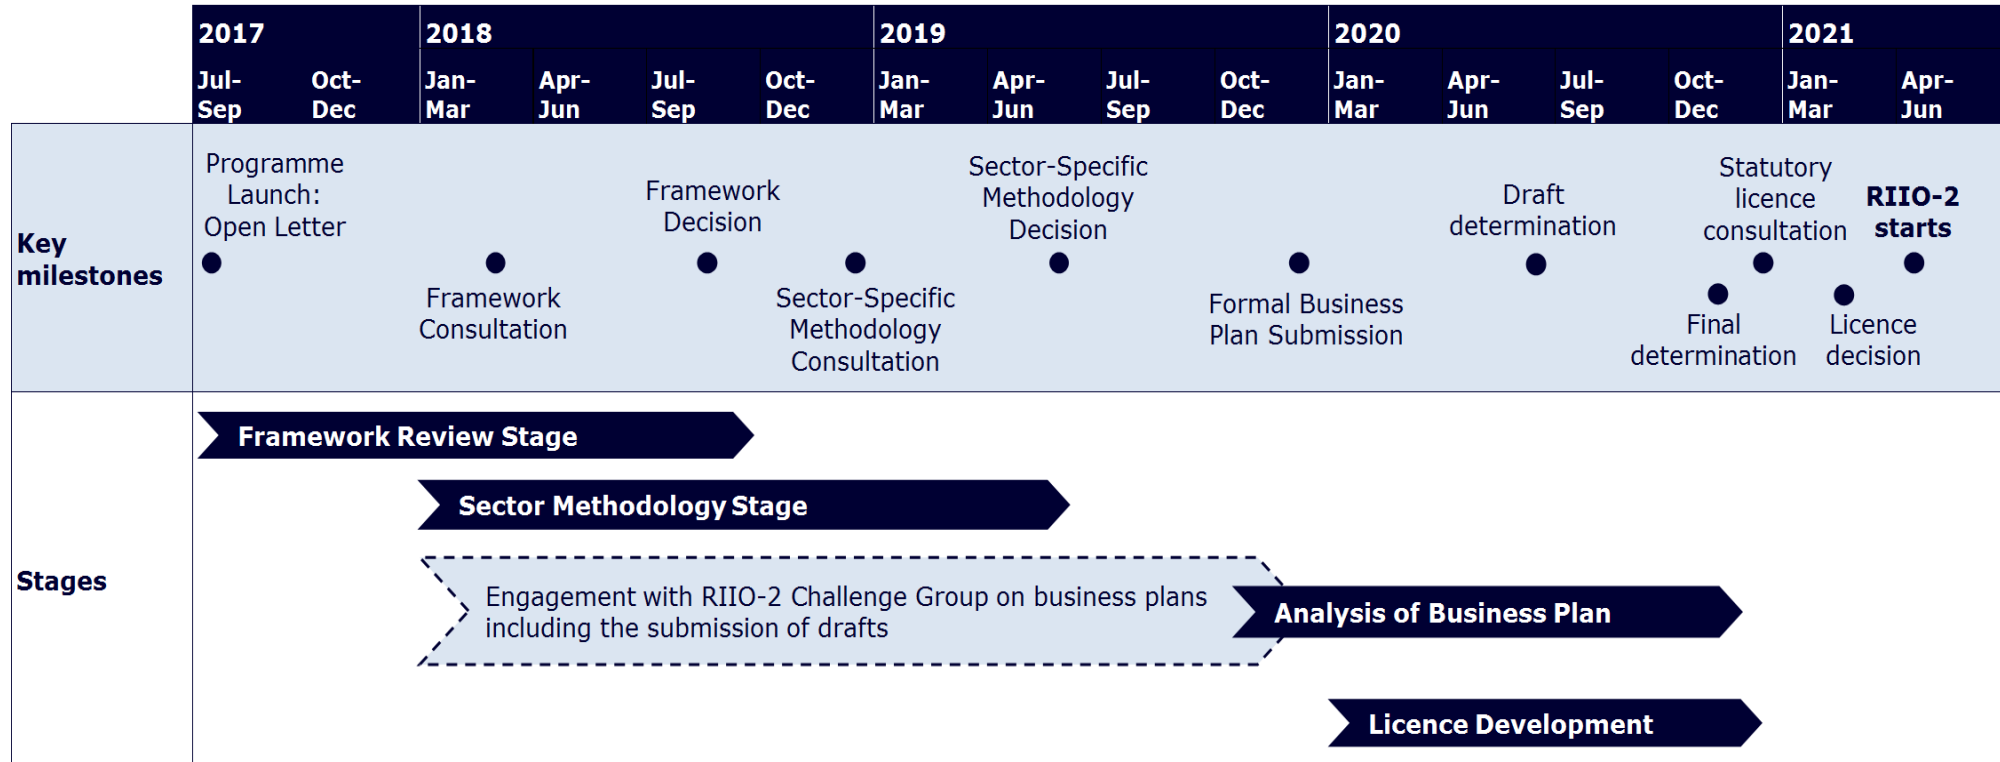 2017
2018
2019
2020
2021
Jul-
Sep
Oct-
Dec
Jan-
Mar
Apr-
Jun
Jul-
Sep
Oct-
Dec
Jan-
Mar
Apr-
Jun
Jul-
Sep
Oct-
Dec
Jan-
Mar
Apr-
Jun
Jul-
Sep
Oct-
Dec
Jan-
Mar
Apr-
Jun
Key
milestones
Programme
Launch:
Open Letter
Framework
Consultation
Framework
Decision
Sector-Specific
Methodology
Consultation
Sector-Specific
Methodology
Decision
Formal Business
Plan Submission
Draft
determination
Final
determination
Statutory
licence
consultation
Licence
decision
RIIO-2
starts
Stages
Framework Review Stage
Sector Methodology Stage
Engagement with RIIO-2 Challenge Group on business plans
including the submission of drafts
Analysis of Business Plan
Licence Development